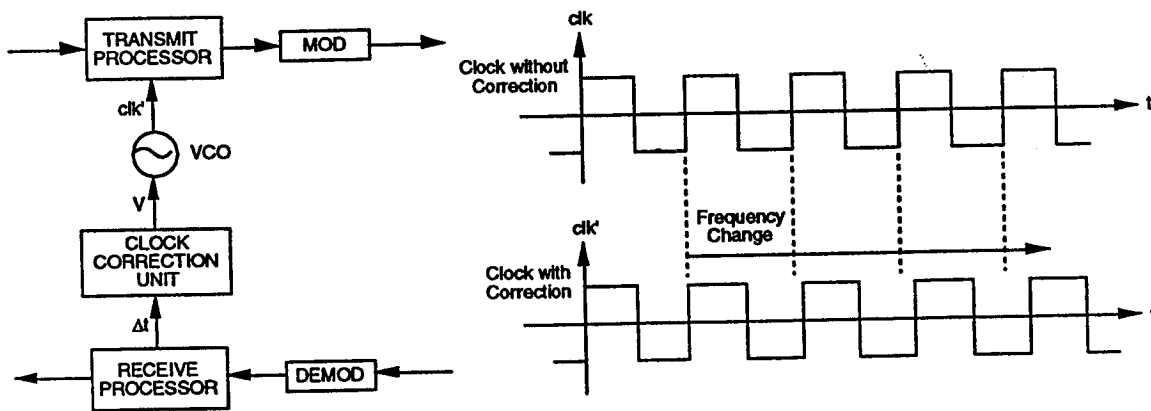 TRANSMIT
PROCESSOR
MOD
clk'
VCO
V
CLOCK
CORRECTION
UNIT
Δt
RECEIVE
PROCESSOR
DEMOD
clk
Clock without
Correction
t
Frequency
Change
clk'
Clock with
Correction